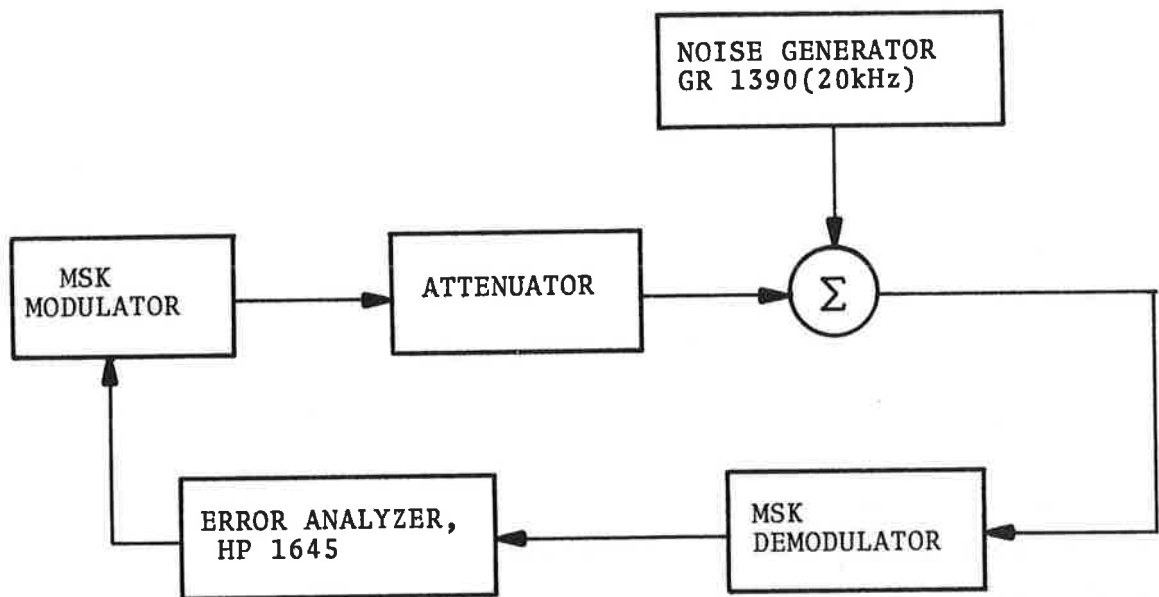 NOISE GENERATOR
GR 1390(20kHz)
MSK
MODULATOR
ATTENUATOR
Σ
ERROR ANALYZER,
HP 1645
MSK
DEMODULATOR